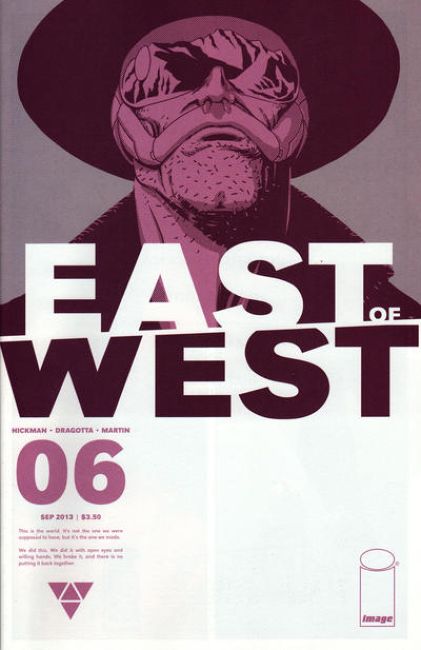 EAST
OF
WEST
HICKMAN • DRAGOTTA • MARTIN
06
SEP 2013 | $3.50
This is the world. It's not the one we were
supposed to have, but it's the one we made.
We did this. We did it with open eyes and
willing hands. We broke it, and there is no
putting it back together.
image
®